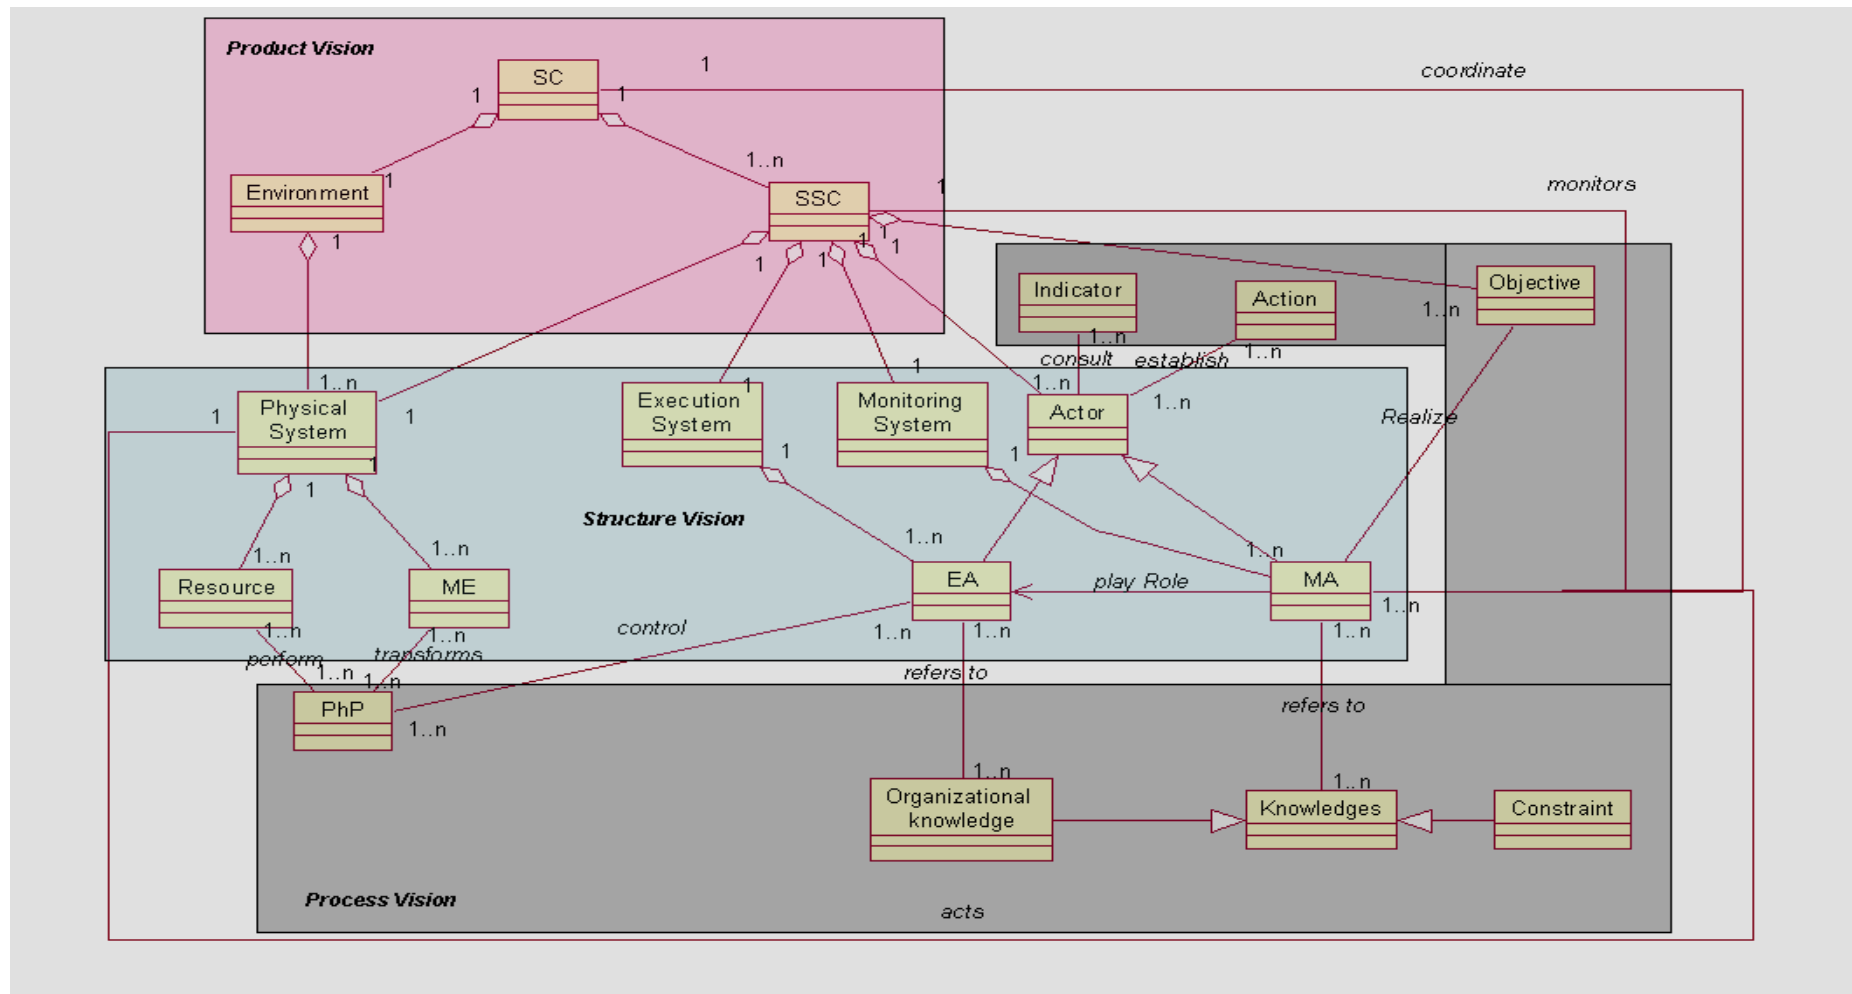 Product Vision
SC
1
coordinate
1
1
1..n
Environment
1
SSC
1
monitors
1
1
1
1
1
1
Indicator
Action
Objective
1..n
1..n
consult
establish
1..n
1..n
1
1..n
1
1
1
1..n
Physical
System
Execution
System
Monitoring
System
Actor
Realize
1
1
1
1
Structure Vision
1..n
1..n
1..n
1..n
Resource
ME
EA
play Role
MA
1..n
1..n
1..n
control
1..n
1..n
1..n
perform
transforms
1..n
1..n
refers to
PhP
refers to
1..n
1..n
1..n
Organizational
knowledge
Knowledges
Constraint
Process Vision
acts